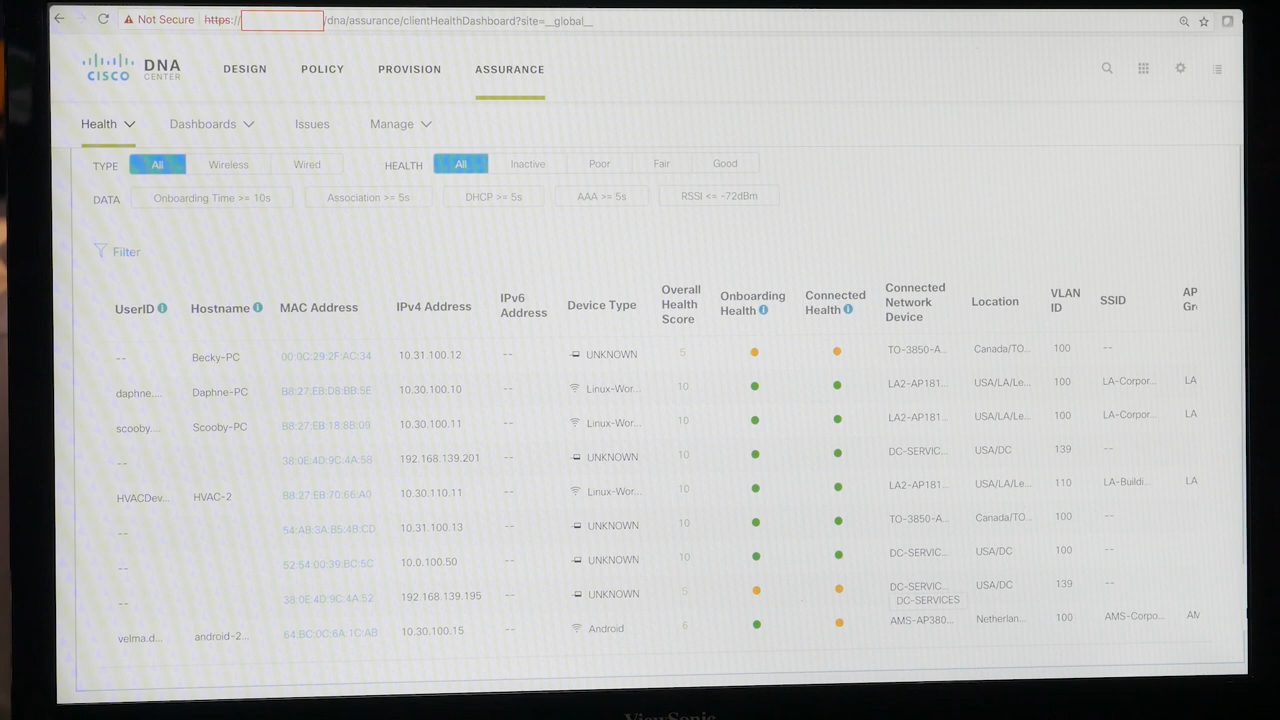 Not Secure https:// /dna/assurance/clientHealthDashboard?site=__global__
CISCO DNA CENTER DESIGN POLICY PROVISION ASSURANCE
Health Dashboards Issues Manage
TYPE All Wireless Wired HEALTH All Inactive Poor Fair Good
DATA Onboarding Time >= 10s Association >= 5s DHCP >= 5s AAA >= 5s RSSI <= -72dBm
Filter
UserID Hostname MAC Address IPv4 Address IPv6 Address Device Type Overall Health Score Onboarding Health Connected Health Connected Network Device Location VLAN ID SSID AP Gr
-- Becky-PC 00:0C:29:2F:AC:34 10.31.100.12 -- UNKNOWN 5 TO-3850-A... Canada/TO... 100 --
daphne.... Daphne-PC B8:27:EB:D8:BB:5E 10.30.100.10 -- Linux-Wor... 10 LA2-AP181... USA/LA/Le... 100 LA-Corpor... LA
scooby.... Scooby-PC B8:27:EB:18:8B:09 10.30.100.11 -- Linux-Wor... 10 LA2-AP181... USA/LA/Le... 100 LA-Corpor... LA
-- 38:0E:4D:9C:4A:58 192.168.139.201 -- UNKNOWN 10 DC-SERVIC... USA/DC 139 --
HVACDev... HVAC-2 B8:27:EB:70:66:A0 10.30.110.11 -- Linux-Wor... 10 LA2-AP181... USA/LA/Le... 110 LA-Buildi... LA
-- 54:AB:3A:B5:4B:CD 10.31.100.13 -- UNKNOWN 10 TO-3850-A... Canada/TO... 100 --
-- 52:54:00:39:BC:5C 10.0.100.50 -- UNKNOWN 10 DC-SERVIC... USA/DC 100 --
-- 38:0E:4D:9C:4A:52 192.168.139.195 -- UNKNOWN 5 DC-SERVIC... USA/DC 139 --
DC-SERVICES
velma.d... android-2... 64:BC:0C:6A:1C:AB 10.30.100.15 -- Android 6 AMS-AP380... Netherlan... 100 AMS-Corpo... AM
ViewSonic